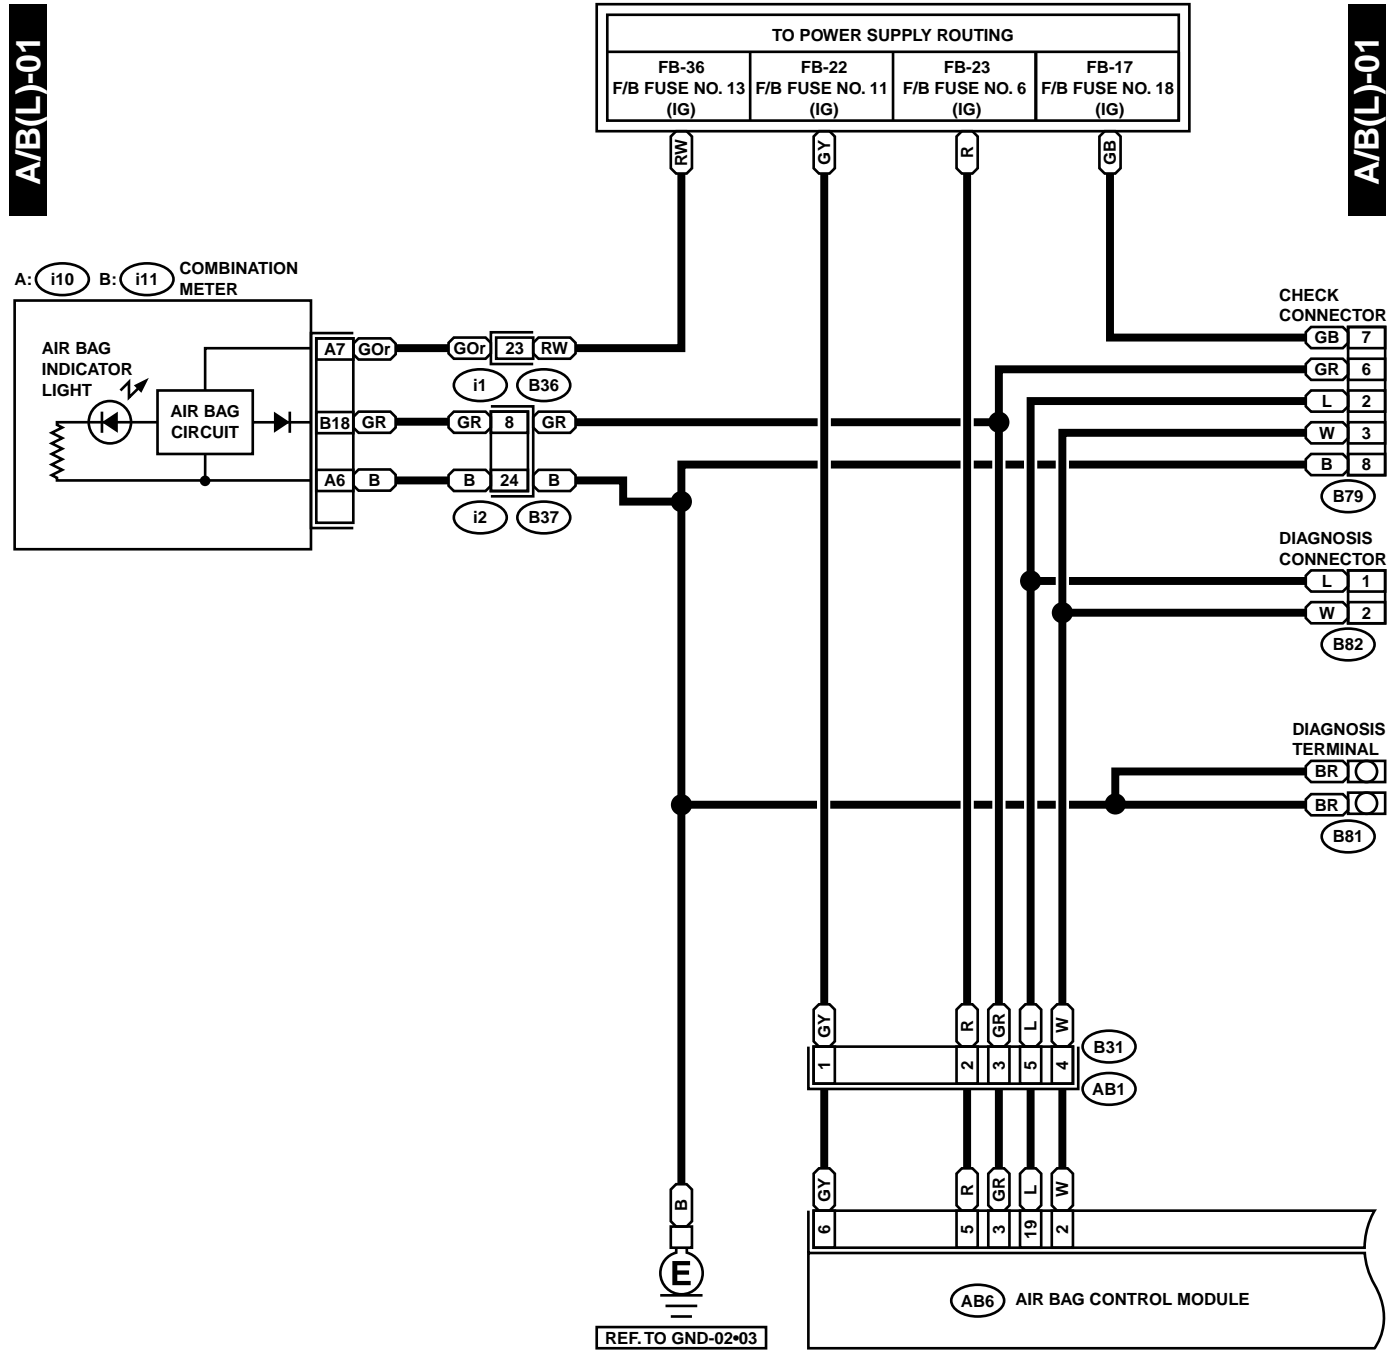 A/B(L)-01
A/B(L)-01
TO POWER SUPPLY ROUTING
FB-36
F/B FUSE NO. 13
(IG)
FB-22
F/B FUSE NO. 11
(IG)
FB-23
F/B FUSE NO. 6
(IG)
FB-17
F/B FUSE NO. 18
(IG)
RW
GY
R
GB
A: i10 B: i11 COMBINATION
METER
AIR BAG
INDICATOR
LIGHT
AIR BAG
CIRCUIT
A7 GOr GOr 23 RW
i1 B36
B18 GR GR 8 GR
A6 B B 24 B
i2 B37
CHECK
CONNECTOR
GB 7
GR 6
L 2
W 3
B 8
B79
DIAGNOSIS
CONNECTOR
L 1
W 2
B82
DIAGNOSIS
TERMINAL
BR
BR
B81
GY R GR L W
1 2 3 5 4
B31
AB1
GY R GR L W
6 5 3 19 2
B
E
REF. TO GND-02•03
AB6 AIR BAG CONTROL MODULE